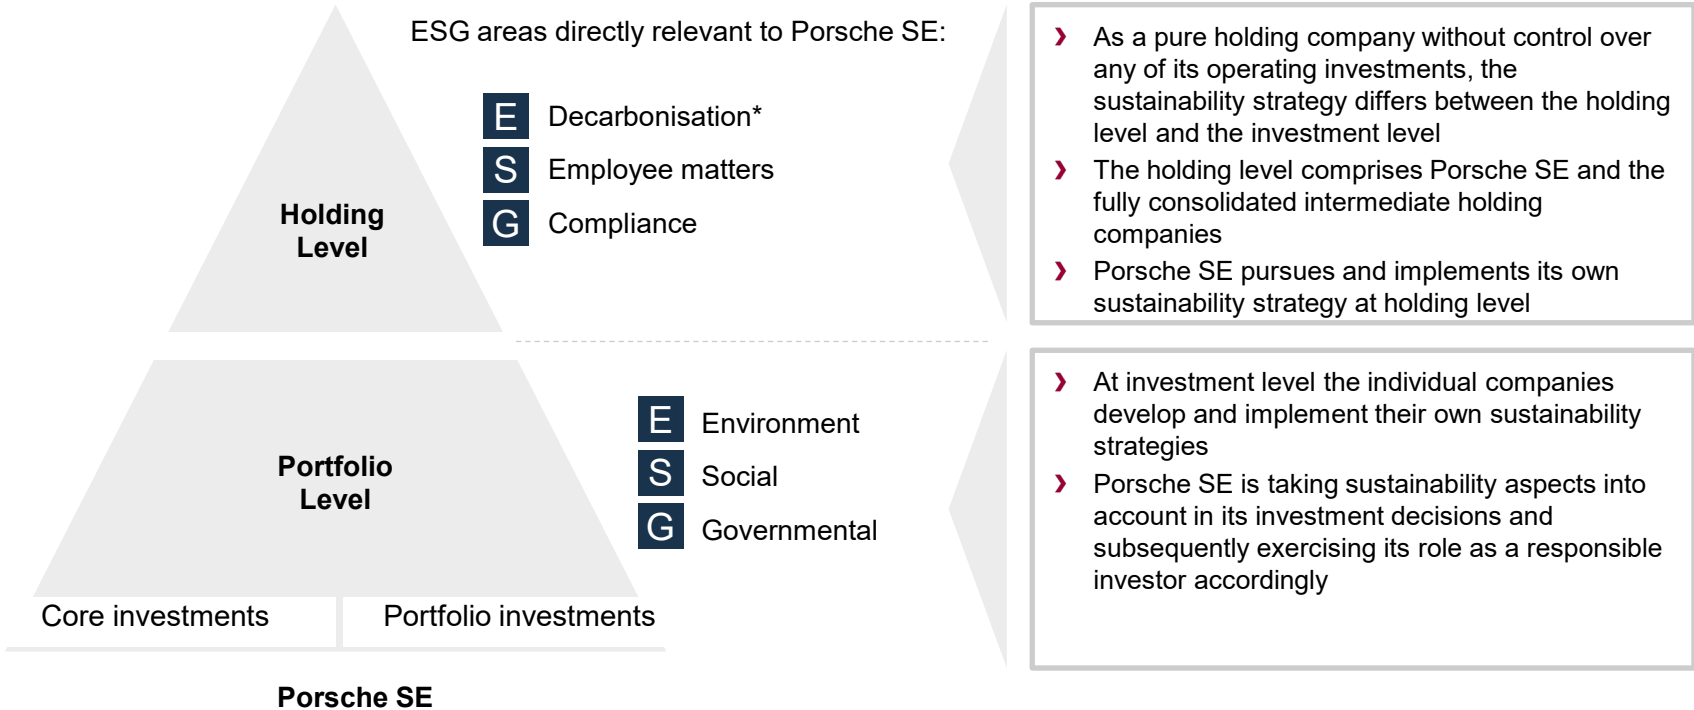 ESG areas directly relevant to Porsche SE:
E Decarbonisation*
S Employee matters
G Compliance
Holding
Level
› As a pure holding company without control over
any of its operating investments, the
sustainability strategy differs between the holding
level and the investment level
› The holding level comprises Porsche SE and the
fully consolidated intermediate holding
companies
› Porsche SE pursues and implements its own
sustainability strategy at holding level
Portfolio
Level
E Environment
S Social
G Governmental
› At investment level the individual companies
develop and implement their own sustainability
strategies
› Porsche SE is taking sustainability aspects into
account in its investment decisions and
subsequently exercising its role as a responsible
investor accordingly
Core investments
Portfolio investments
Porsche SE